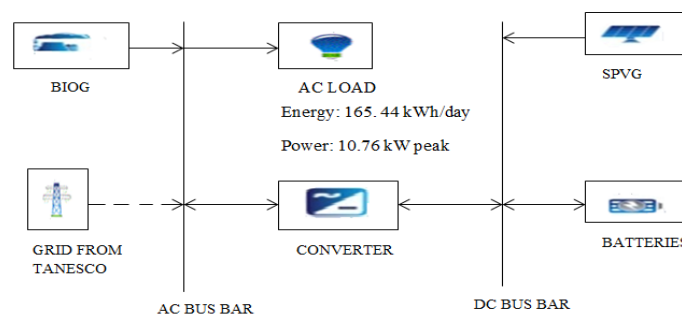 BIOG
AC LOAD
SPVG
Energy: 165. 44 kWh/day
Power: 10.76 kW peak
GRID FROM
TANESCO
CONVERTER
BATTERIES
AC BUS BAR
DC BUS BAR